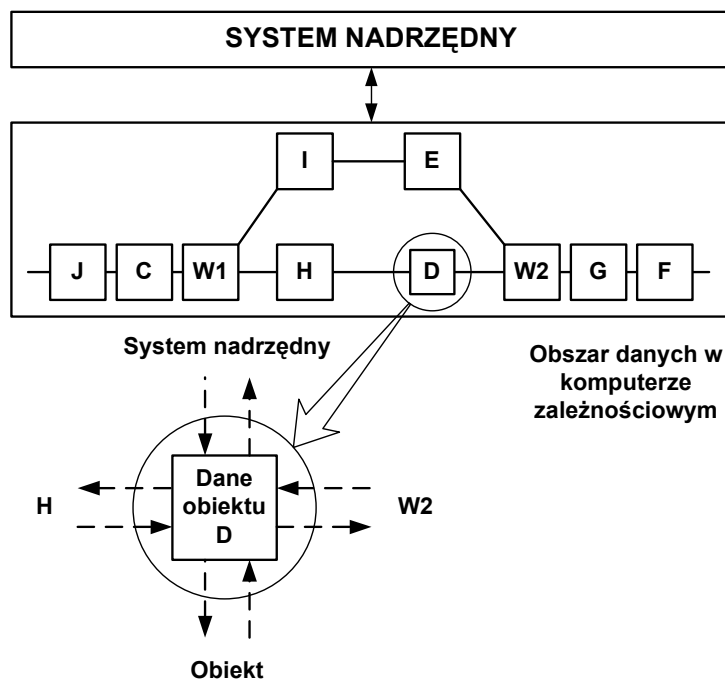 SYSTEM NADRZĘDNY
I E
J C W1 H D W2 G F
System nadrzędny
Obszar danych w
komputerze
zależnościowym
Dane
obiektu
D
H
W2
Obiekt